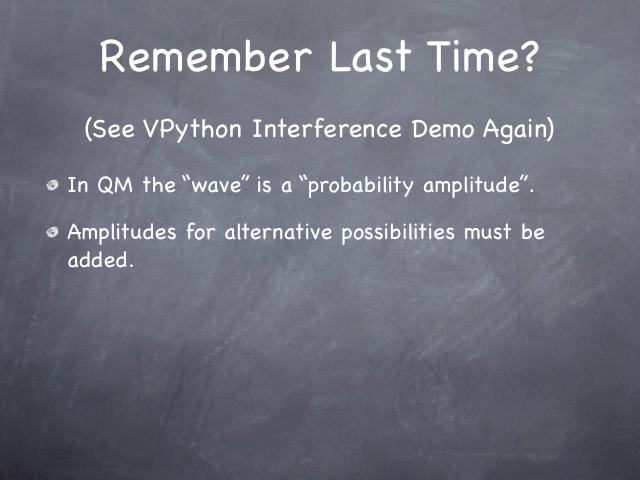 Remember Last Time?
(See VPython Interference Demo Again)
In QM the “wave” is a “probability amplitude”.
Amplitudes for alternative possibilities must be
added.